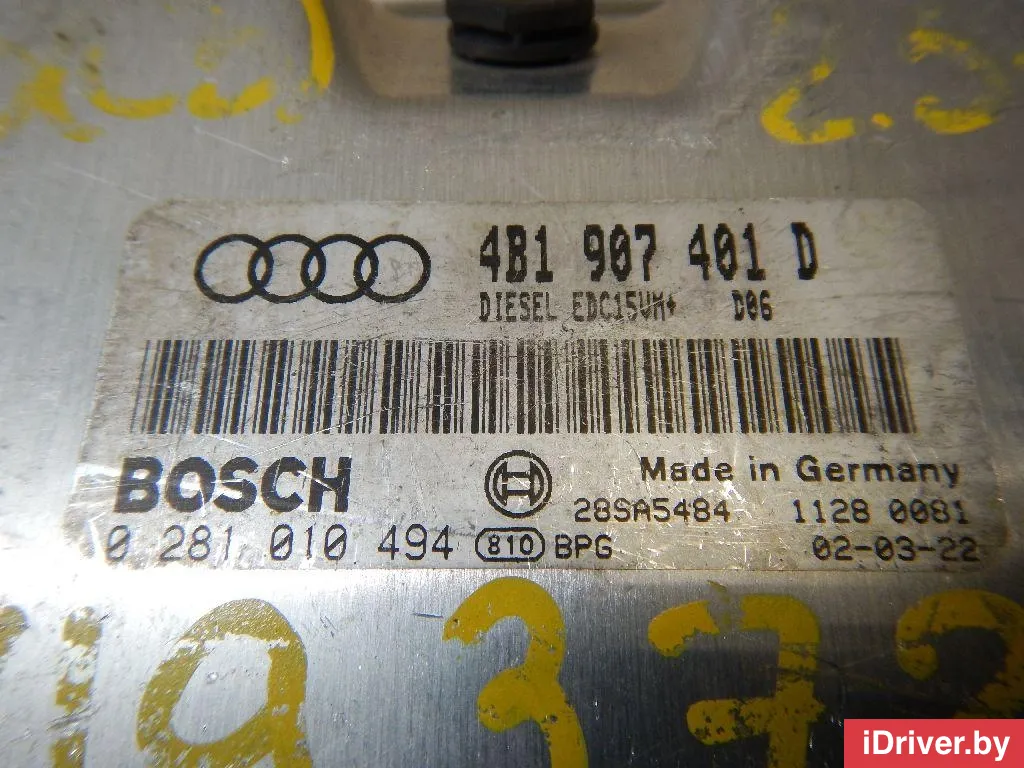 4B1 907 401 D
DIESEL EDC15VM+ D06
BOSCH
Made in Germany
28SA5484 1128 0081
0 281 010 494 810 BPG 02-03-22
iDriver.by